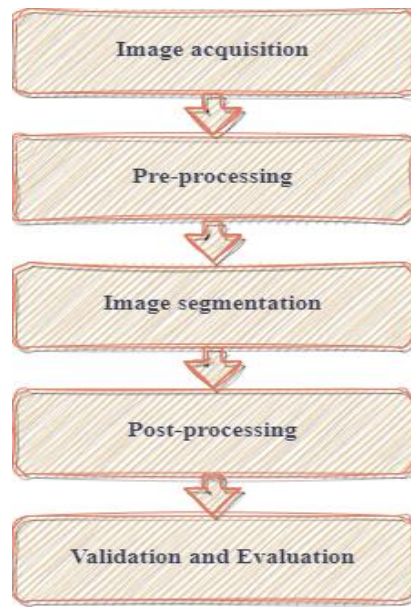 Image acquisition
Pre-processing
Image segmentation
Post-processing
Validation and Evaluation